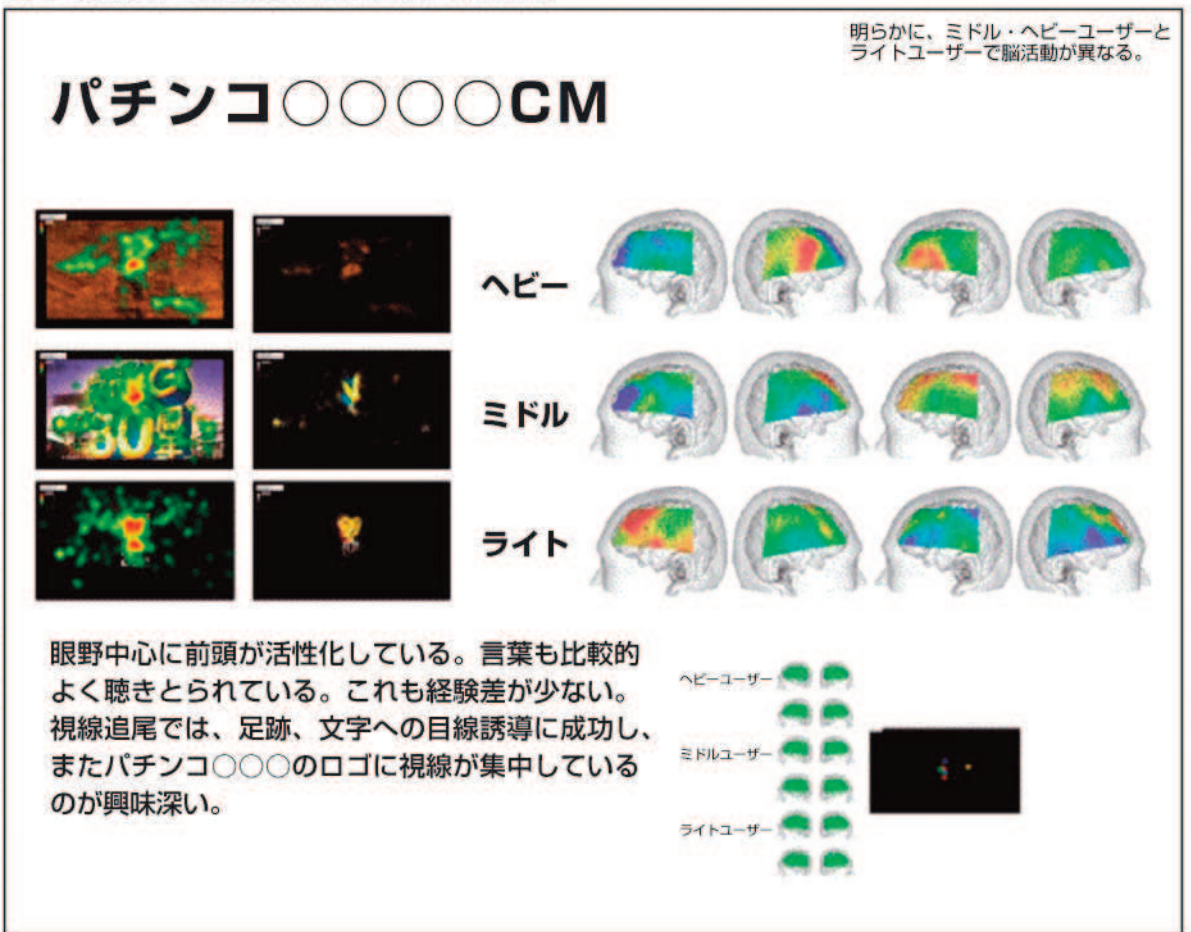 明らかに、ミドル・ヘビーユーザーと
ライトユーザーで脳活動が異なる。
パチンコ○○○○CM
ヘビー
ミドル
ライト
眼野中心に前頭が活性化している。言葉も比較的
よく聴きとられている。これも経験差が少ない。
視線追尾では、足跡、文字への目線誘導に成功し、
またパチンコ○○○のロゴに視線が集中している
のが興味深い。
ヘビーユーザー
ミドルユーザー
ライトユーザー